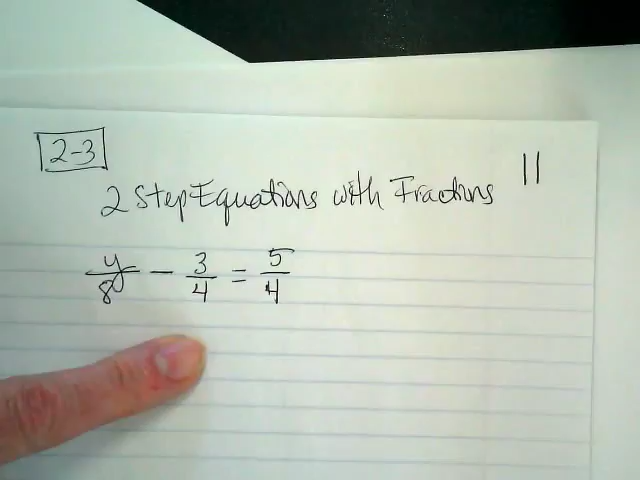 2-3
11
2 Step Equations with Fractions
y/8 - 3/4 = 5/4